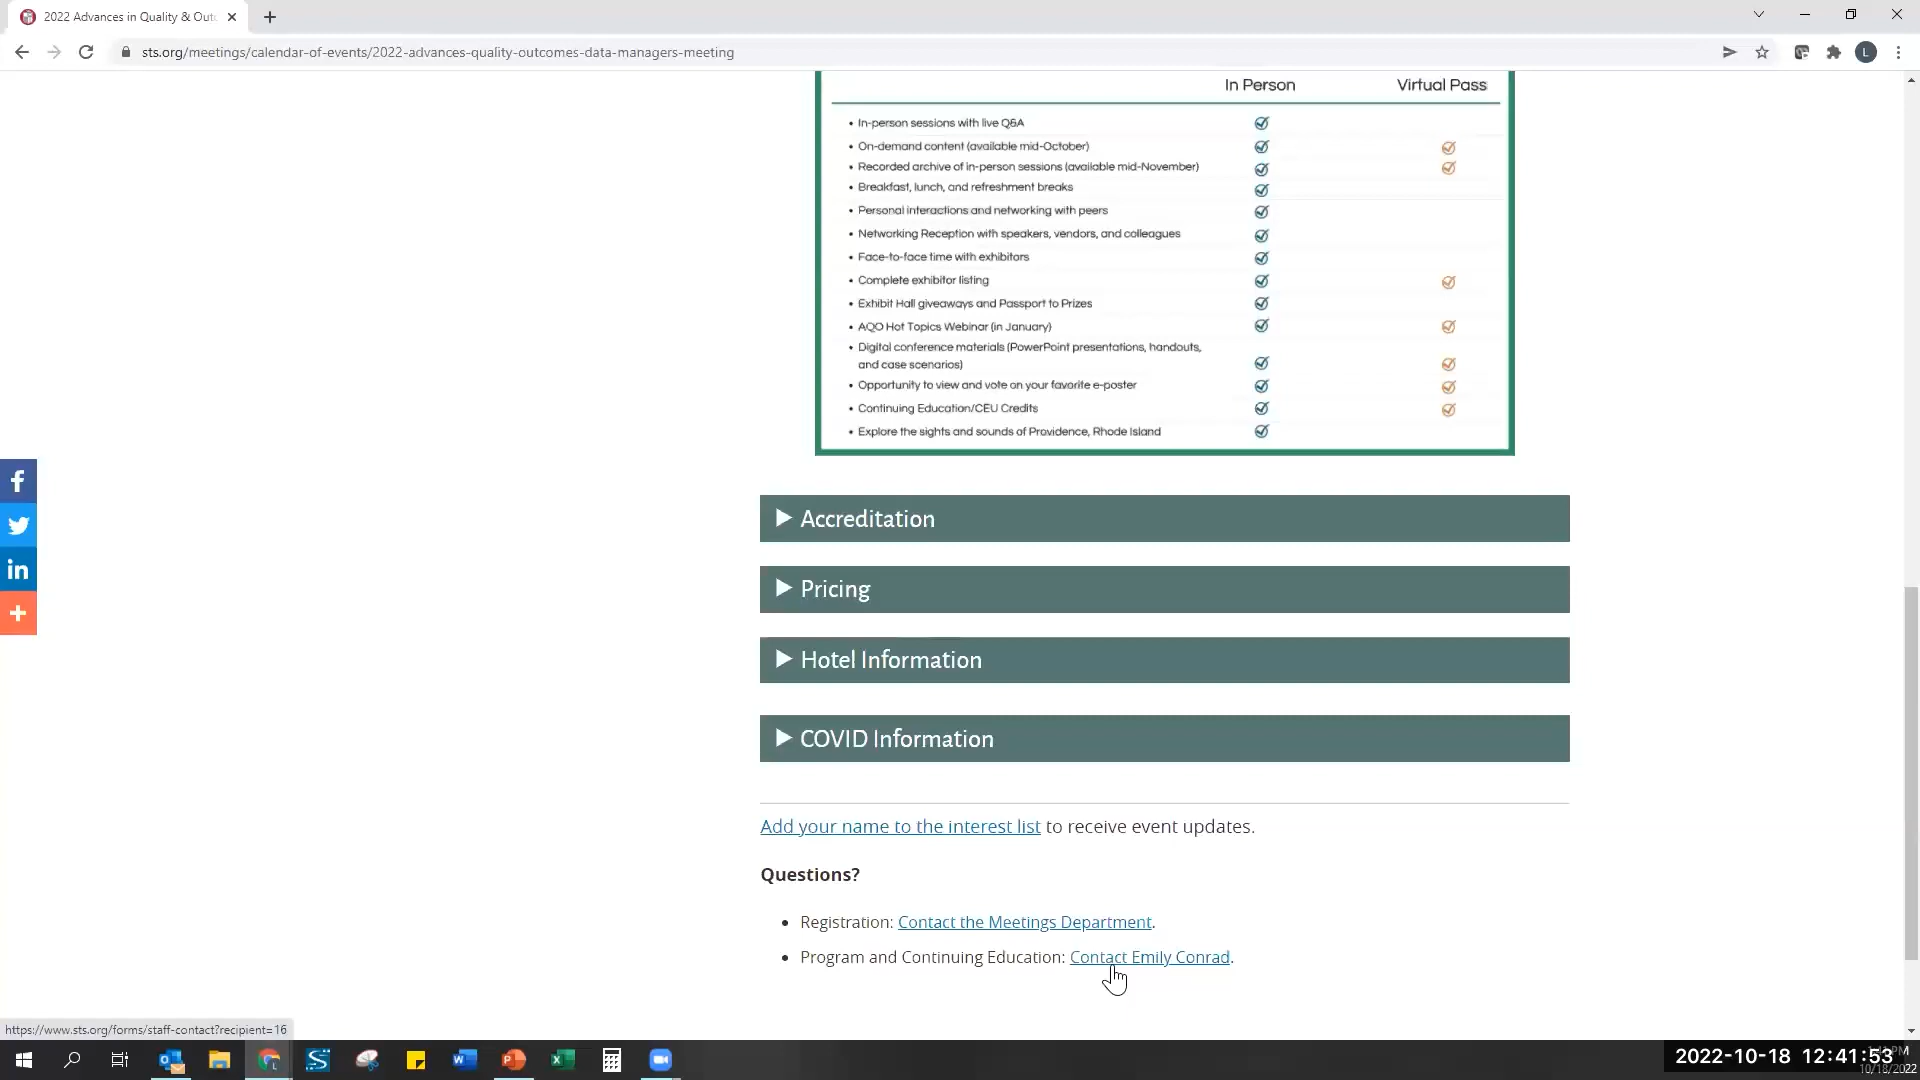 2022 Advances in Quality & Out
sts.org/meetings/calendar-of-events/2022-advances-quality-outcomes-data-managers-meeting
L
In Person Virtual Pass
• In-person sessions with live Q&A
• On-demand content (available mid-October)
• Recorded archive of in-person sessions (available mid-November)
• Breakfast, lunch, and refreshment breaks
• Personal interactions and networking with peers
• Networking Reception with speakers, vendors, and colleagues
• Face-to-face time with exhibitors
• Complete exhibitor listing
• Exhibit Hall giveaways and Passport to Prizes
• AQO Hot Topics Webinar (in January)
• Digital conference materials (PowerPoint presentations, handouts,
and case scenarios)
• Opportunity to view and vote on your favorite e-poster
• Continuing Education/CEU Credits
• Explore the sights and sounds of Providence, Rhode Island
Accreditation
Pricing
Hotel Information
COVID Information
Add your name to the interest list to receive event updates.
Questions?
• Registration: Contact the Meetings Department.
• Program and Continuing Education: Contact Emily Conrad.
https://www.sts.org/forms/staff-contact?recipient=16
2022-10-18 12:41:53
10/18/2022